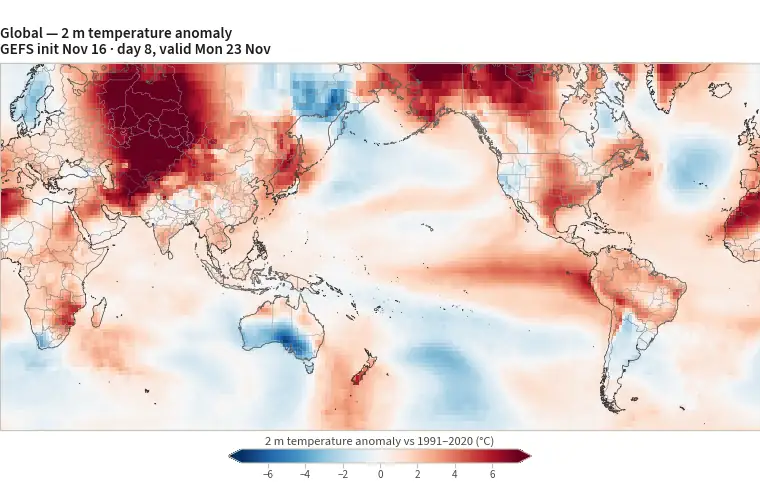 Global — 2 m temperature anomaly
GEFS init Nov 16 · day 8, valid Mon 23 Nov
2 m temperature anomaly vs 1991–2020 (°C)
−6 −4 −2 0 2 4 6